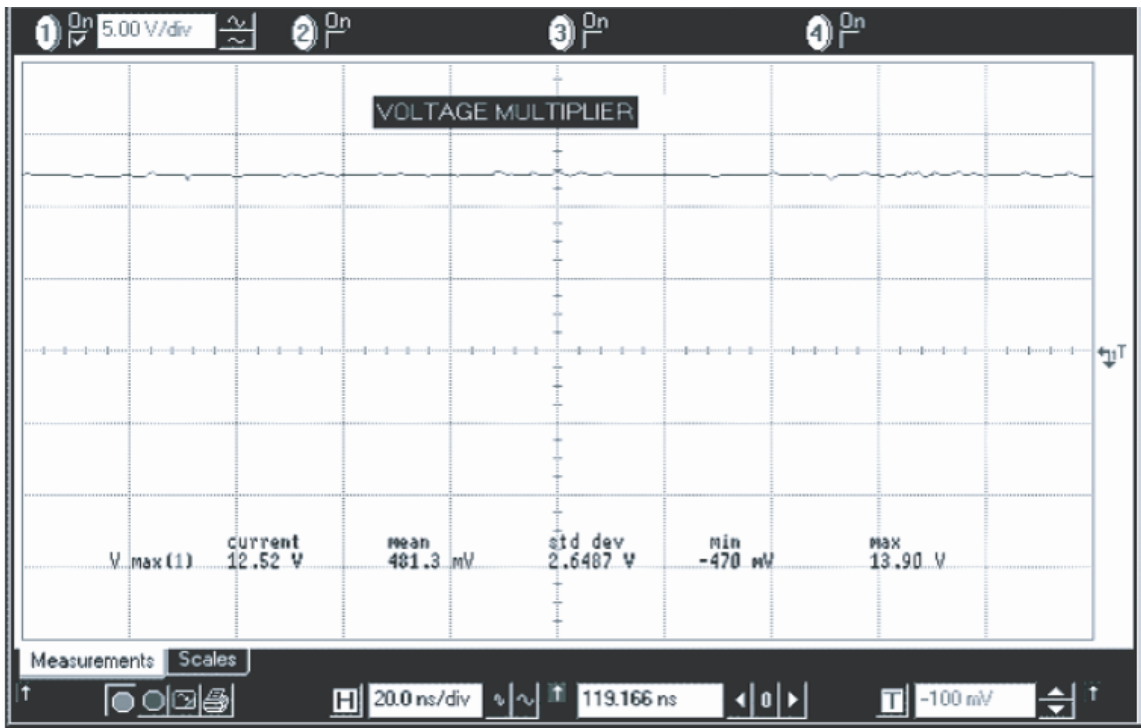 1 On 5.00 V/div 2 On 3 On 4 On
VOLTAGE MULTIPLIER
T
current mean std dev min max
V max(1) 12.52 V 481.3 mV 2.6487 V -470 mV 13.90 V
Measurements Scales
H 20.0 ns/div 119.166 ns 0 T -100 mV